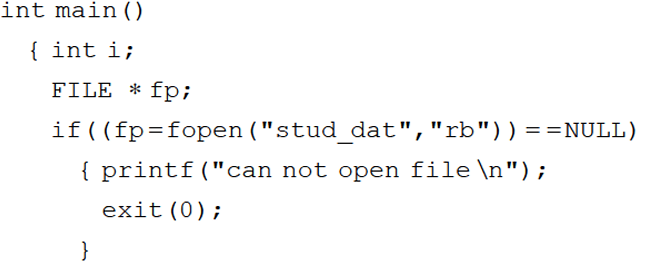 int main()
{ int i;
FILE * fp;
if((fp=fopen("stud_dat","rb"))==NULL)
{ printf("can not open file\n");
exit(0);
}